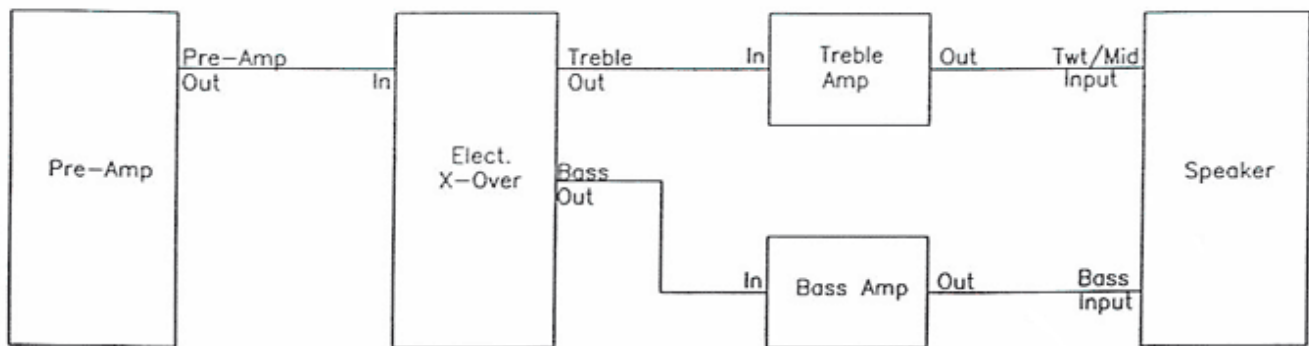 Pre-Amp
Pre-Amp
Out
In
Elect.
X-Over
Treble
Out
Bass
Out
In
Treble
Amp
Out
In
Bass Amp
Out
Twt/Mid
Input
Bass
Input
Speaker